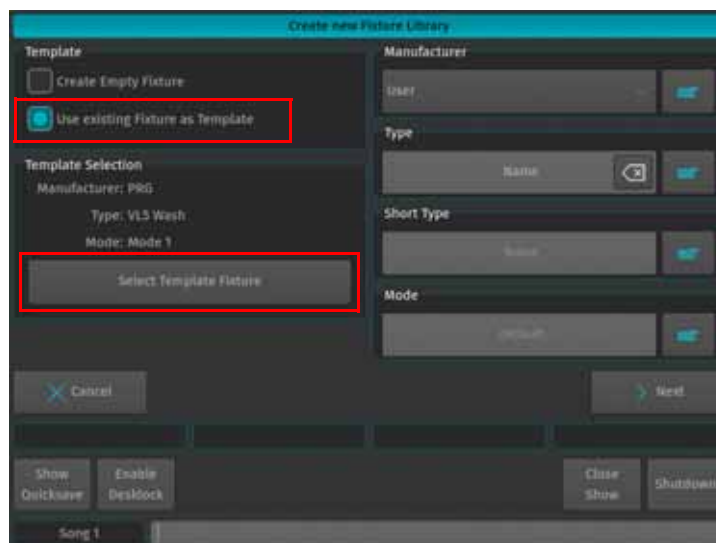 Create new Fixture Library
Template
Create Empty Fixture
Use existing Fixture as Template
Template Selection
Manufacturer: PRG
Type: VL5 Wash
Mode: Mode 1
Select Template Fixture
Manufacturer
User
Type
Name
Short Type
Name
Mode
Default
Cancel
Next
Show
Quicksave
Enable
Desklock
Close
Show
Shutdown
Song 1